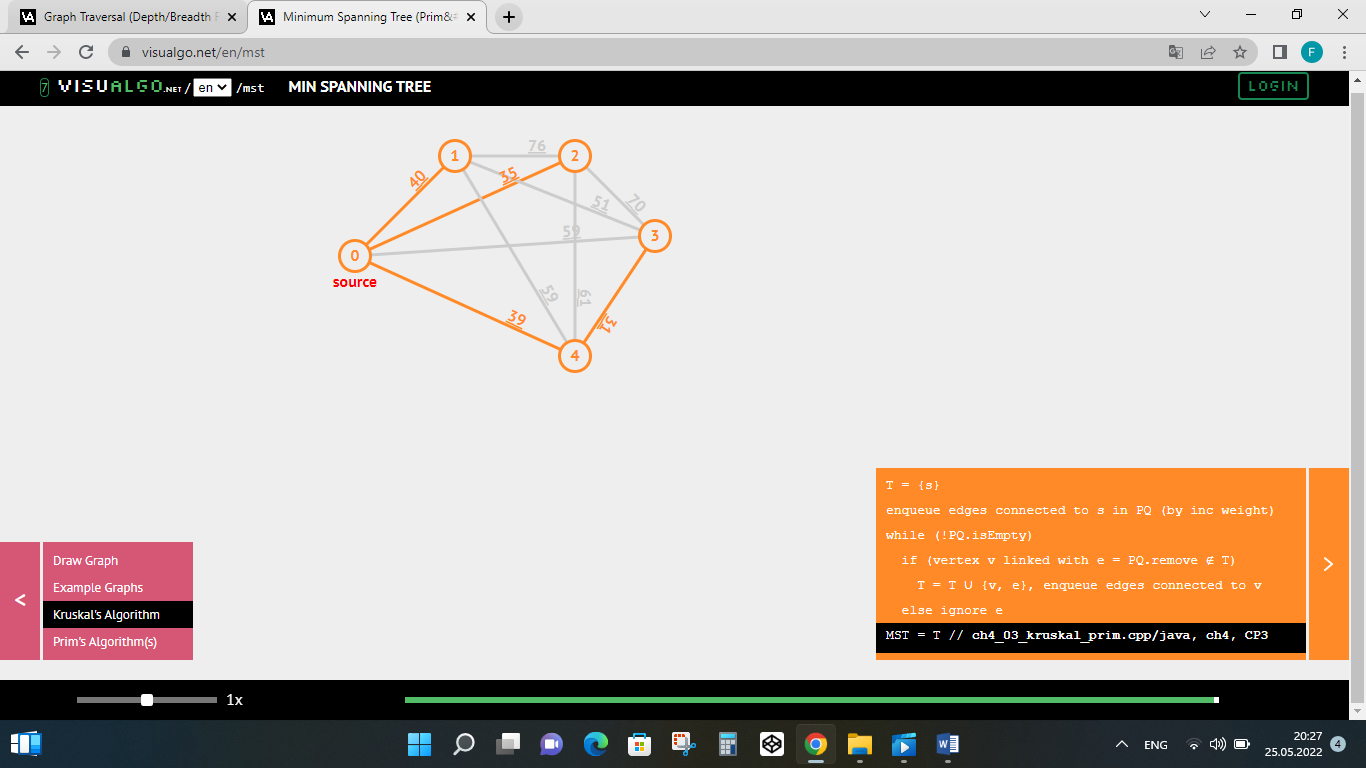 Graph Traversal (Depth/Breadth F
Minimum Spanning Tree (Prim&
visualgo.net/en/mst
F
7 VISUALGO.NET / en /mst MIN SPANNING TREE LOGIN
1
76
2
40
35
51
70
3
59
0
source
59
61
39
31
4
T = {s}
enqueue edges connected to s in PQ (by inc weight)
while (!PQ.isEmpty)
if (vertex v linked with e = PQ.remove ∉ T)
T = T ∪ {v, e}, enqueue edges connected to v
else ignore e
MST = T // ch4_03_kruskal_prim.cpp/java, ch4, CP3
>
<
Draw Graph
Example Graphs
Kruskal's Algorithm
Prim's Algorithm(s)
1x
ENG
20:27
25.05.2022
4